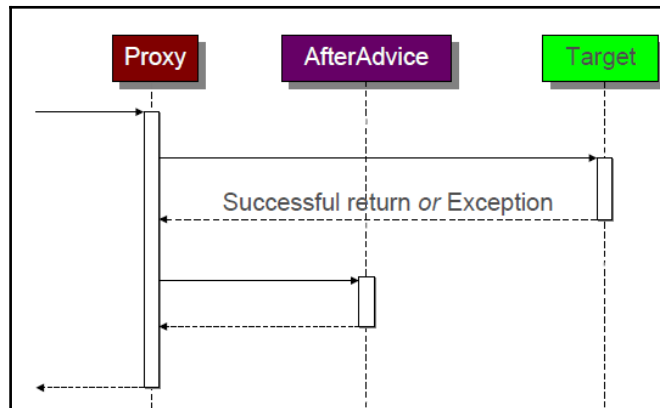 Proxy
AfterAdvice
Target
Successful return or Exception